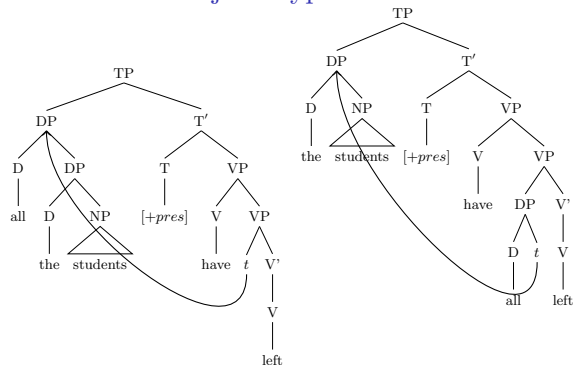 TP
DP T′
D DP T VP
all D NP [+pres] V VP
the students have t V'
V
left
TP
DP T′
D NP T VP
the students [+pres] V VP
have DP V'
D t V
all left